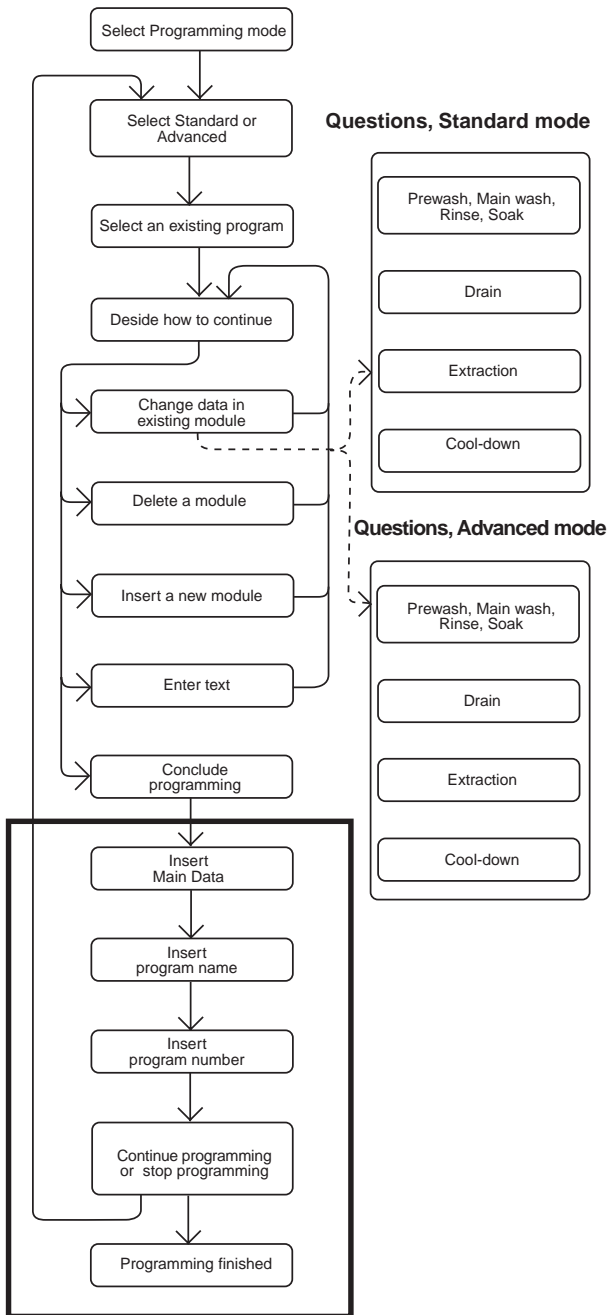 Select Programming mode
Select Standard or
Advanced
Select an existing program
Deside how to continue
Change data in
existing module
Delete a module
Insert a new module
Enter text
Conclude
programming
Insert
Main Data
Insert
program name
Insert
program number
Continue programming
or stop programming
Programming finished
Questions, Standard mode
Prewash, Main wash,
Rinse, Soak
Drain
Extraction
Cool-down
Questions, Advanced mode
Prewash, Main wash,
Rinse, Soak
Drain
Extraction
Cool-down